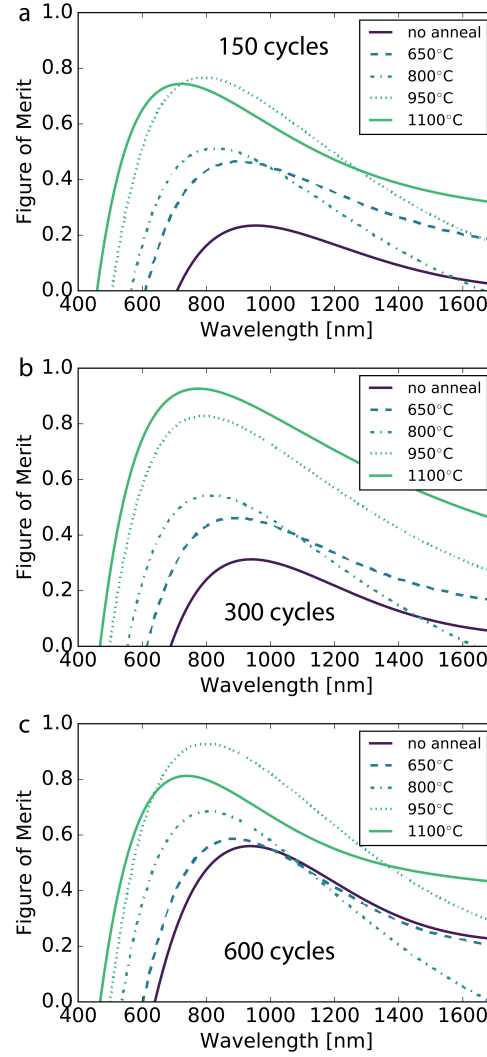 a
150 cycles
no anneal
650°C
800°C
950°C
1100°C
Figure of Merit
1.0
0.8
0.6
0.4
0.2
0.0
400 600 800 1000 1200 1400 1600
Wavelength [nm]
b
300 cycles
no anneal
650°C
800°C
950°C
1100°C
Figure of Merit
1.0
0.8
0.6
0.4
0.2
0.0
400 600 800 1000 1200 1400 1600
Wavelength [nm]
c
600 cycles
no anneal
650°C
800°C
950°C
1100°C
Figure of Merit
1.0
0.8
0.6
0.4
0.2
0.0
400 600 800 1000 1200 1400 1600
Wavelength [nm]